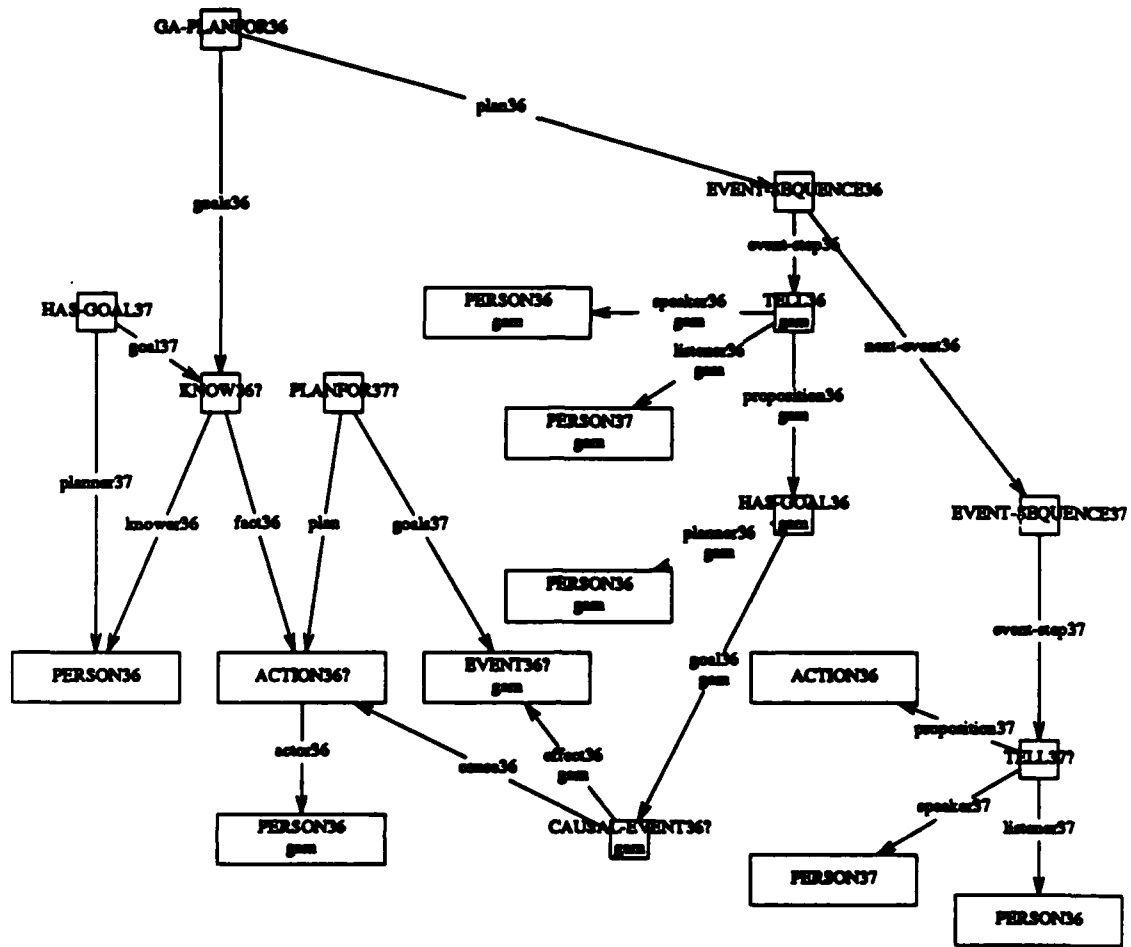 GA-PLANFOR36
plan36
EVENT-SEQUENCE36
goals36
event-step36
PERSON36
gam
speaker36
gam
TELL36
gam
HAS-GOAL37
goal37
listener36
gam
next-event36
KNOW36?
PLANFOR37?
proposition36
gam
PERSON37
gam
planner37
knower36
fact36
plan
goals37
HAS-GOAL36
gam
EVENT-SEQUENCE37
planner36
gam
PERSON36
gam
event-step37
PERSON36
ACTION36?
EVENT36?
gam
goal36
gam
ACTION36
proposition37
actor36
cause36
effect36
gam
TELL37?
speaker37
listener37
PERSON36
gam
CAUSAL-EVENT36?
gam
PERSON37
PERSON36